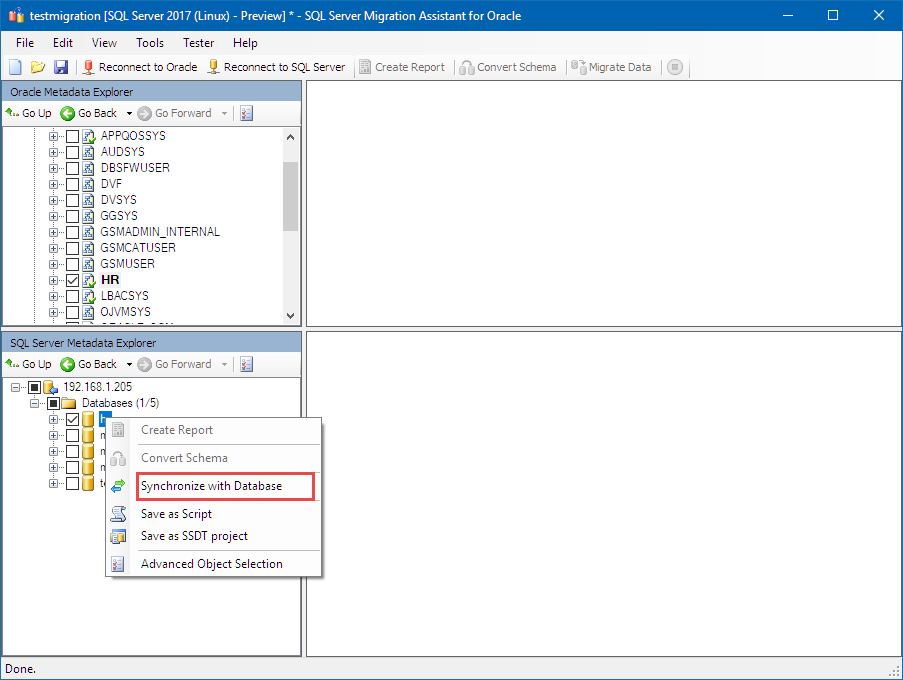 testmigration [SQL Server 2017 (Linux) - Preview] * - SQL Server Migration Assistant for Oracle
File Edit View Tools Tester Help
Reconnect to Oracle Reconnect to SQL Server Create Report Convert Schema Migrate Data
Oracle Metadata Explorer
Go Up Go Back Go Forward
APPQOSSYS
AUDSYS
DBSFWUSER
DVF
DVSYS
GGSYS
GSMADMIN_INTERNAL
GSMCATUSER
GSMUSER
HR
LBACSYS
OJVMSYS
SQL Server Metadata Explorer
Go Up Go Back Go Forward
192.168.1.205
Databases (1/5)
Create Report
Convert Schema
Synchronize with Database
Save as Script
Save as SSDT project
Advanced Object Selection
Done.